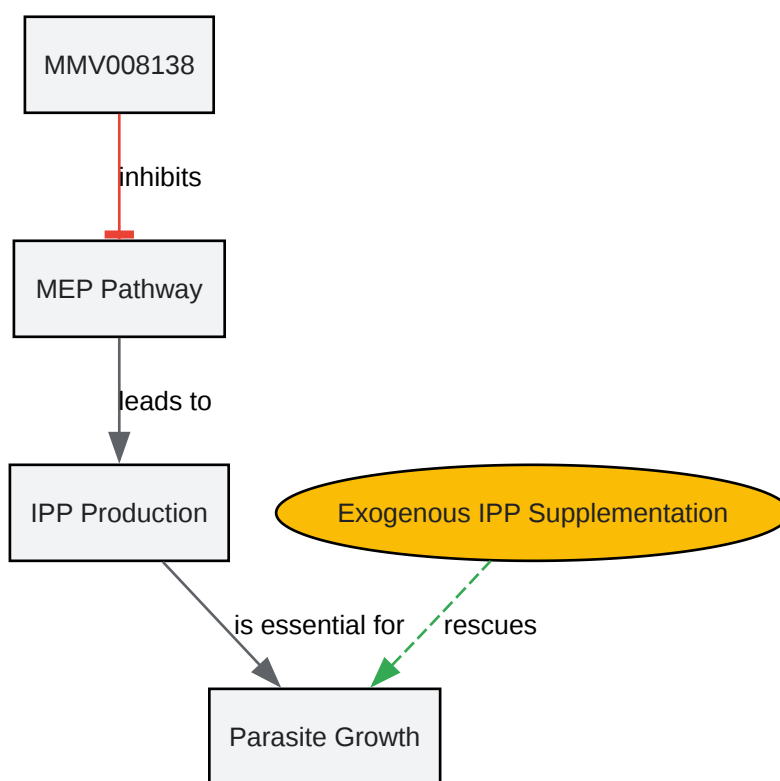 MMV008138
inhibits
MEP Pathway
leads to
IPP Production
Exogenous IPP Supplementation
is essential for
rescues
Parasite Growth